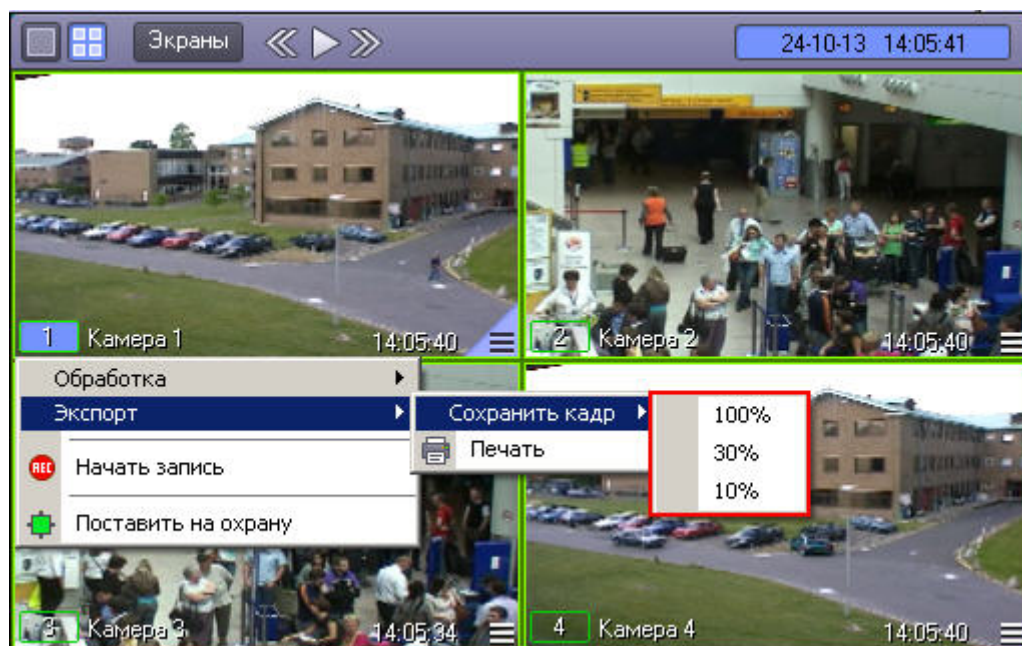 Экраны
24-10-13 14:05:41
1 Камера 1 14:05:40
2 Камера 2 14:05:40
Обработка
Экспорт
Сохранить кадр
100%
Печать
30%
10%
REC Начать запись
Поставить на охрану
3 Камера 3 14:05:34
4 Камера 4 14:05:40